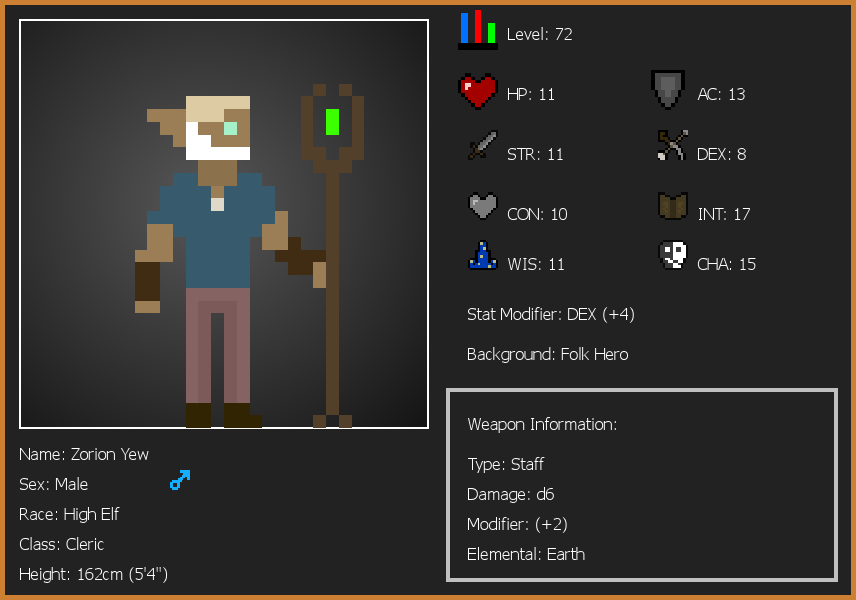 Level: 72
HP: 11
AC: 13
STR: 11
DEX: 8
CON: 10
INT: 17
WIS: 11
CHA: 15
Stat Modifier: DEX (+4)
Background: Folk Hero
Weapon Information:
Type: Staff
Damage: d6
Modifier: (+2)
Elemental: Earth
Name: Zorion Yew
Sex: Male
Race: High Elf
Class: Cleric
Height: 162cm (5'4")